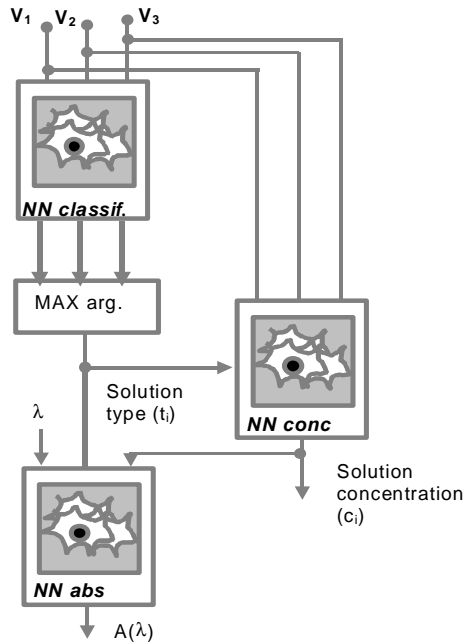 V₁ V₂ V₃
NN classif.
MAX arg.
Solution
type (tᵢ)
λ
NN conc
Solution
concentration
(cᵢ)
NN abs
A(λ)